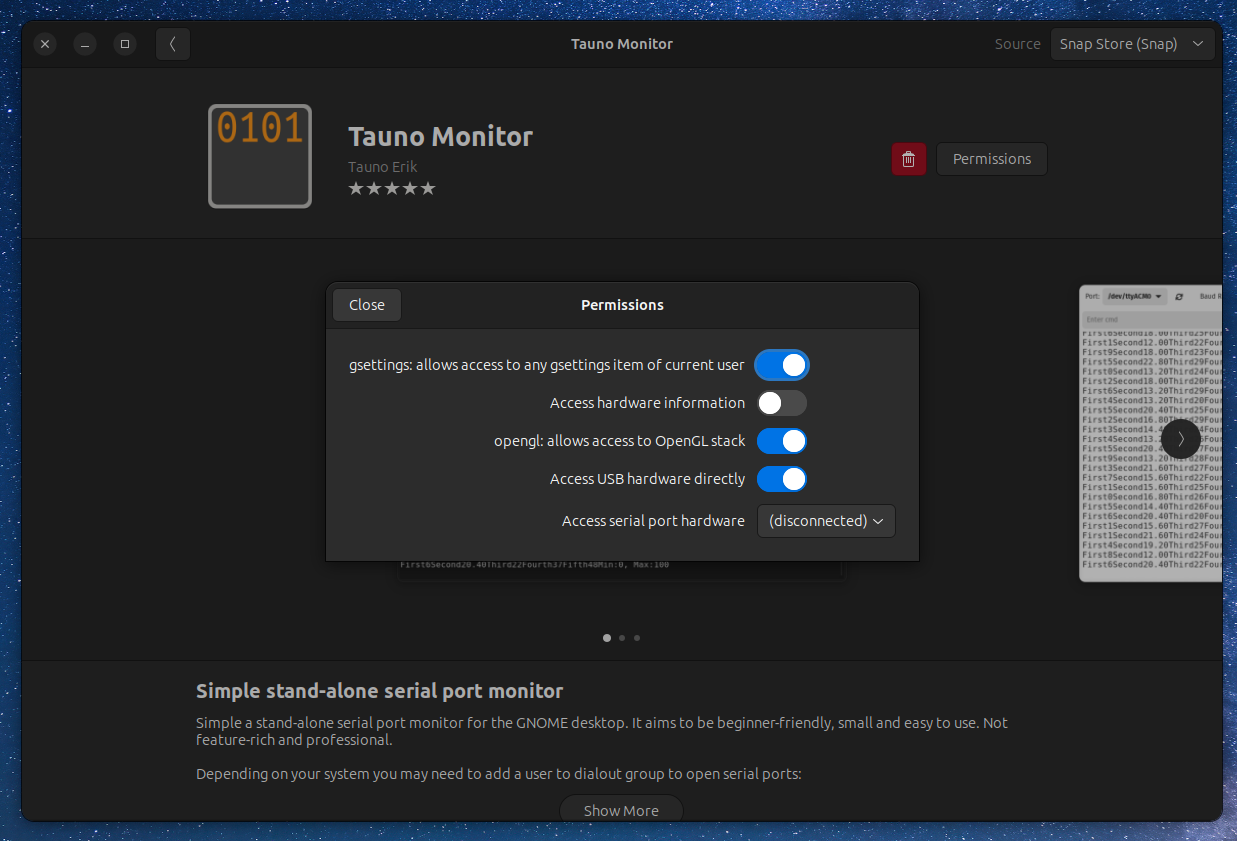 Tauno Monitor
Source
Snap Store (Snap)
0101
Tauno Monitor
Tauno Erik
Permissions
Close
Permissions
gsettings: allows access to any gsettings item of current user
Access hardware information
opengl: allows access to OpenGL stack
Access USB hardware directly
Access serial port hardware
(disconnected)
First6Second20.40Third22Fourth37Fifth48Min:0, Max:100
Port: /dev/ttyACM0 Baud R
Enter cmd
First6Second18.00Third23Four
First1Second12.00Third22Four
First9Second18.00Third23Four
First5Second22.80Third29Four
First0Second13.20Third24Four
First2Second18.00Third20Four
First6Second13.20Third29Four
First4Second13.20Third20Four
First5Second20.40Third25Four
First2Second16.80Third29Four
First3Second14.4
First4Second13.2
First5Second20.4
First9Second13.20Third28Four
First3Second21.60Third27Four
First7Second15.60Third22Four
First1Second15.60Third25Four
First0Second16.80Third26Four
First5Second14.40Third26Four
First6Second20.40Third20Four
First1Second15.60Third27Four
First1Second21.60Third24Four
First4Second19.20Third25Four
First8Second12.00Third22Four
First6Second20.40Third22Four
Simple stand-alone serial port monitor
Simple a stand-alone serial port monitor for the GNOME desktop. It aims to be beginner-friendly, small and easy to use. Not
feature-rich and professional.
Depending on your system you may need to add a user to dialout group to open serial ports:
Show More